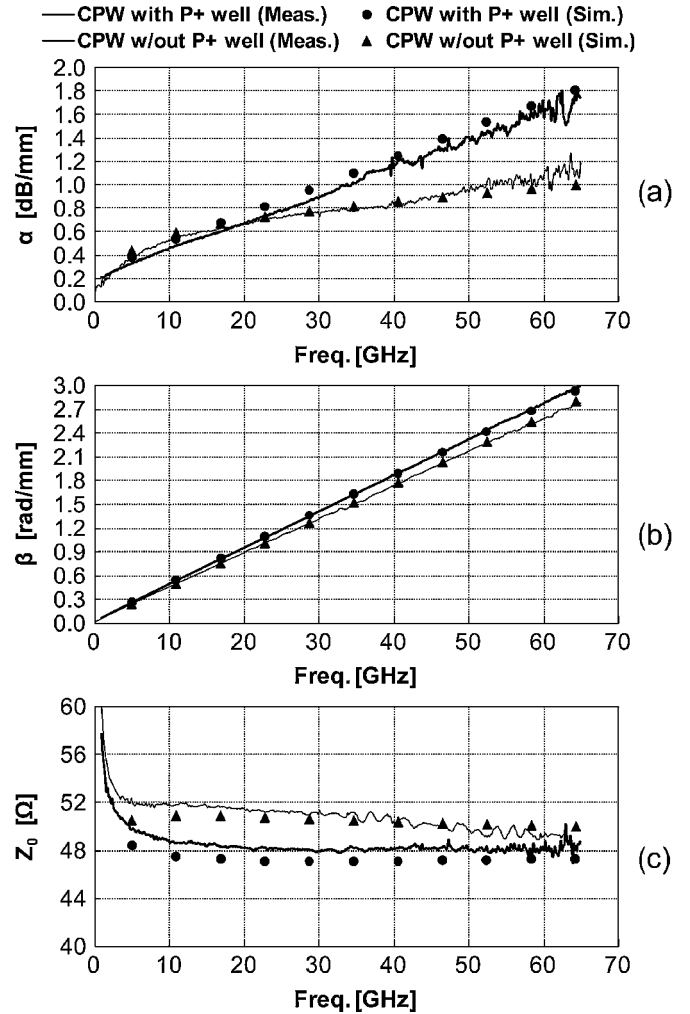 CPW with P+ well (Meas.) CPW with P+ well (Sim.)
CPW w/out P+ well (Meas.) CPW w/out P+ well (Sim.)
α [dB/mm]
2.0
1.8
1.6
1.4
1.2
1.0
0.8
0.6
0.4
0.2
0.0
0 10 20 30 40 50 60 70
Freq. [GHz]
(a)
β [rad/mm]
3.0
2.7
2.4
2.1
1.8
1.5
1.2
0.9
0.6
0.3
0.0
0 10 20 30 40 50 60 70
Freq. [GHz]
(b)
Z0 [Ω]
60
56
52
48
44
40
0 10 20 30 40 50 60 70
Freq. [GHz]
(c)